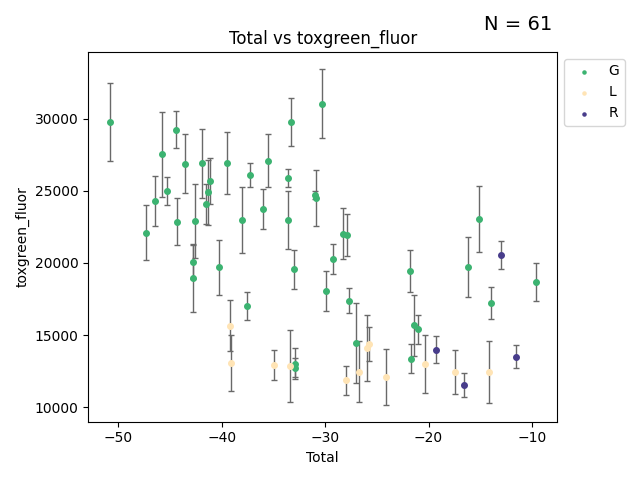 N = 61
Total vs toxgreen_fluor
G
L
R
30000
25000
20000
15000
10000
toxgreen_fluor
−50
−40
−30
−20
−10
Total